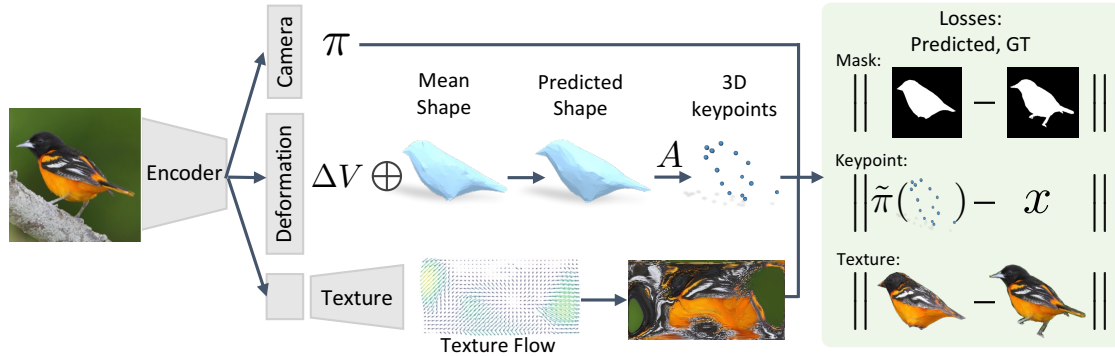 Encoder
Camera
π
Deformation
ΔV ⊕
Mean
Shape
Predicted
Shape
A
3D
keypoints
Texture
Texture Flow
Losses:
Predicted, GT
Mask:
|| − ||
Keypoint:
|| π̃( ) − x ||
Texture:
|| − ||